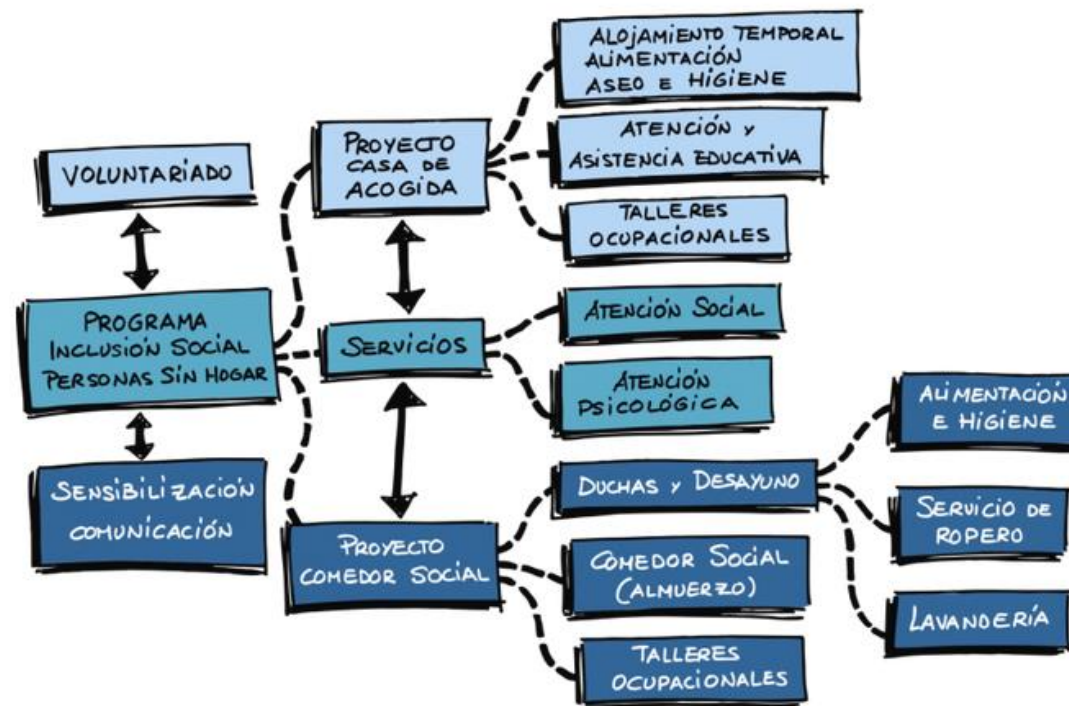 VOLUNTARIADO
PROGRAMA
INCLUSIÓN SOCIAL
PERSONAS SIN HOGAR
SENSIBILIZACIÓN
COMUNICACIÓN
PROYECTO
CASA DE
ACOGIDA
SERVICIOS
PROYECTO
COMEDOR SOCIAL
ALOJAMIENTO TEMPORAL
ALIMENTACIÓN
ASEO E HIGIENE
ATENCIÓN Y
ASISTENCIA EDUCATIVA
TALLERES
OCUPACIONALES
ATENCIÓN SOCIAL
ATENCIÓN
PSICOLÓGICA
DUCHAS Y DESAYUNO
COMEDOR SOCIAL
(ALMUERZO)
TALLERES
OCUPACIONALES
ALIMENTACIÓN
E HIGIENE
SERVICIO DE
ROPERO
LAVANDERÍA